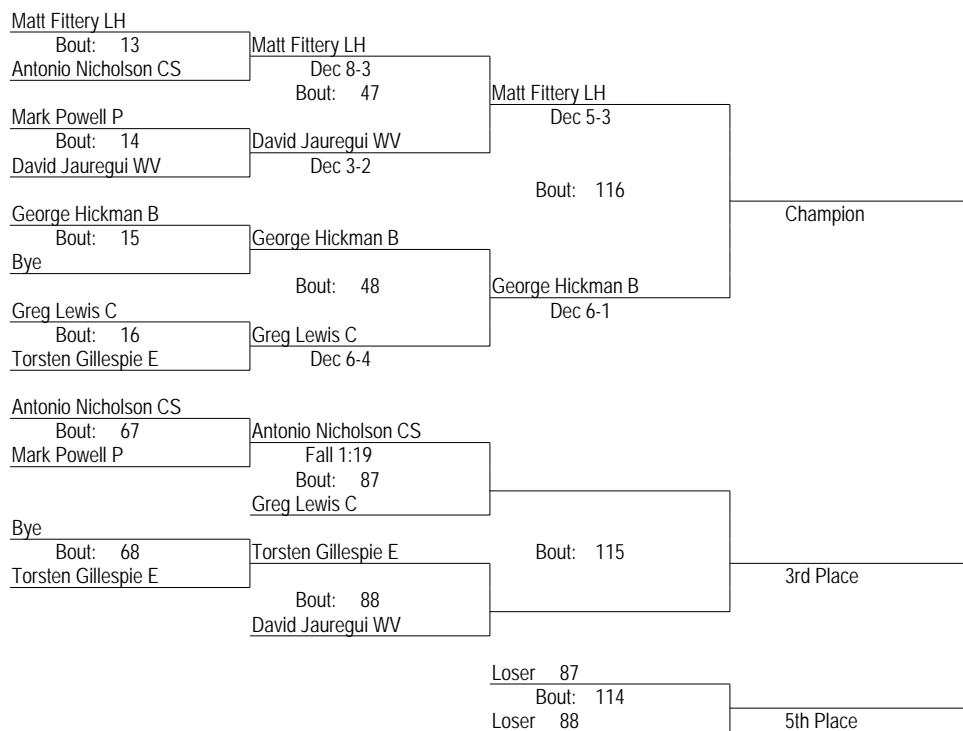 Matt Fittery LH
Bout: 13
Matt Fittery LH
Antonio Nicholson CS
Dec 8-3
Bout: 47
Matt Fittery LH
Mark Powell P
Dec 5-3
Bout: 14
David Jauregui WV
David Jauregui WV
Dec 3-2
Bout: 116
George Hickman B
Champion
Bout: 15
George Hickman B
Bye
Bout: 48
George Hickman B
Greg Lewis C
Dec 6-1
Bout: 16
Greg Lewis C
Torsten Gillespie E
Dec 6-4
Antonio Nicholson CS
Bout: 67
Antonio Nicholson CS
Mark Powell P
Fall 1:19
Bout: 87
Greg Lewis C
Bye
Bout: 68
Torsten Gillespie E
Bout: 115
Torsten Gillespie E
3rd Place
Bout: 88
David Jauregui WV
Loser 87
Bout: 114
Loser 88
5th Place